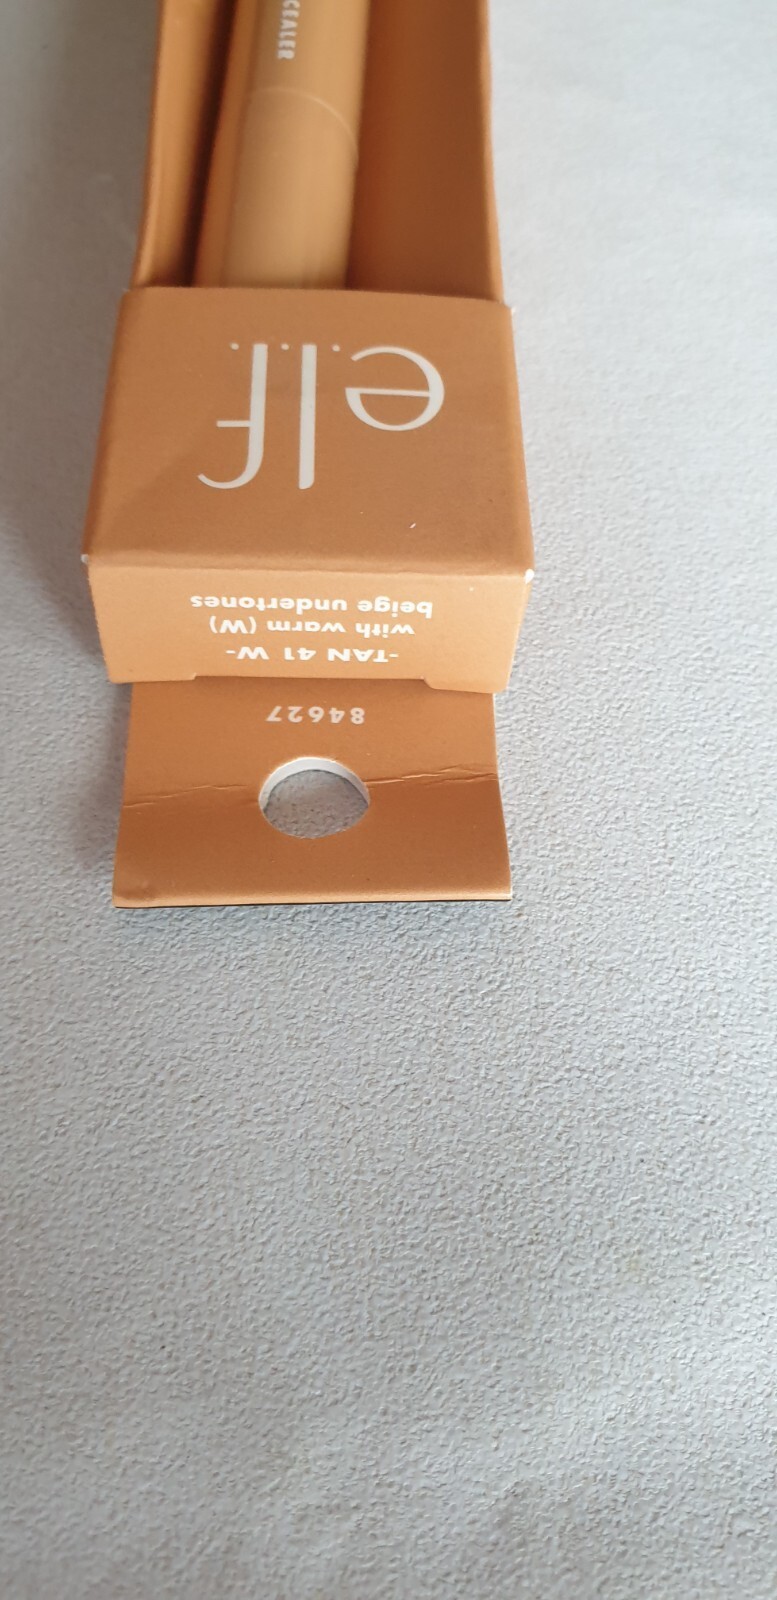 84627
-TAN 41 W-
with warm (W)
beige undertones
e.l.f.